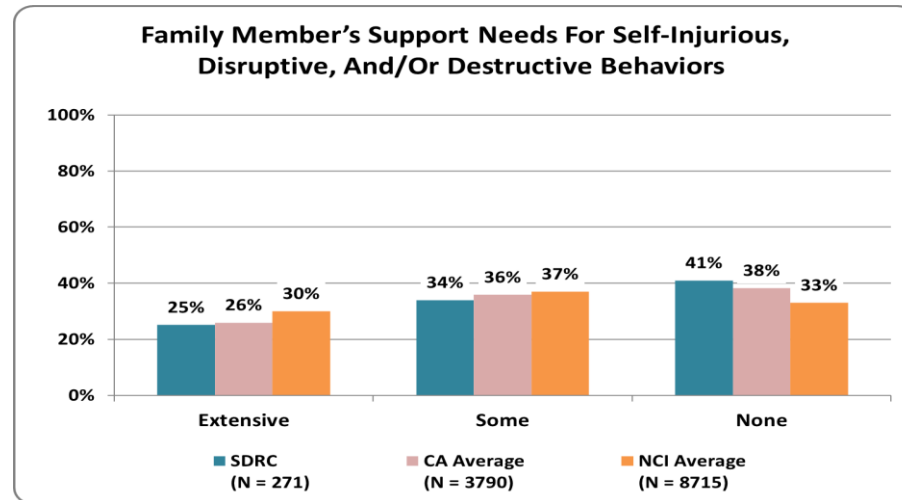 Family Member’s Support Needs For Self-Injurious,
Disruptive, And/Or Destructive Behaviors
100%
80%
60%
40%
20%
0%
25%
26%
30%
34%
36%
37%
41%
38%
33%
Extensive
Some
None
SDRC
(N = 271)
CA Average
(N = 3790)
NCI Average
(N = 8715)